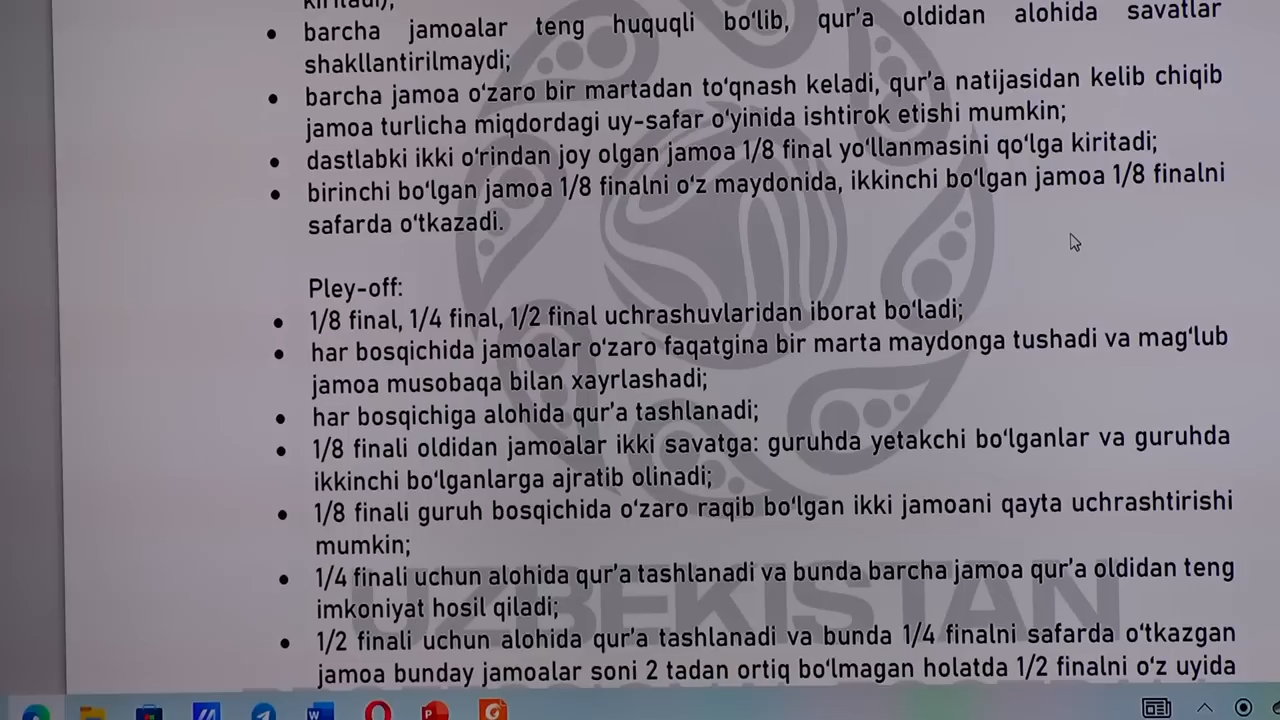 barcha jamoalar teng huquqli bo‘lib, qur’a oldidan alohida savatlar
shakllantirilmaydi;
barcha jamoa o‘zaro bir martadan to‘qnash keladi, qur’a natijasidan kelib chiqib
jamoa turlicha miqdordagi uy-safar o‘yinida ishtirok etishi mumkin;
dastlabki ikki o‘rindan joy olgan jamoa 1/8 final yo‘llanmasini qo‘lga kiritadi;
birinchi bo‘lgan jamoa 1/8 finalni o‘z maydonida, ikkinchi bo‘lgan jamoa 1/8 finalni
safarda o‘tkazadi.
Pley-off:
1/8 final, 1/4 final, 1/2 final uchrashuvlaridan iborat bo‘ladi;
har bosqichida jamoalar o‘zaro faqatgina bir marta maydonga tushadi va mag‘lub
jamoa musobaqa bilan xayrlashadi;
har bosqichiga alohida qur’a tashlanadi;
1/8 finali oldidan jamoalar ikki savatga: guruhda yetakchi bo‘lganlar va guruhda
ikkinchi bo‘lganlarga ajratib olinadi;
1/8 finali guruh bosqichida o‘zaro raqib bo‘lgan ikki jamoani qayta uchrashtirishi
mumkin;
1/4 finali uchun alohida qur’a tashlanadi va bunda barcha jamoa qur’a oldidan teng
imkoniyat hosil qiladi;
UZBEKISTAN
1/2 finali uchun alohida qur’a tashlanadi va bunda 1/4 finalni safarda o‘tkazgan
jamoa bunday jamoalar soni 2 tadan ortiq bo‘lmagan holatda 1/2 finalni o‘z uyida